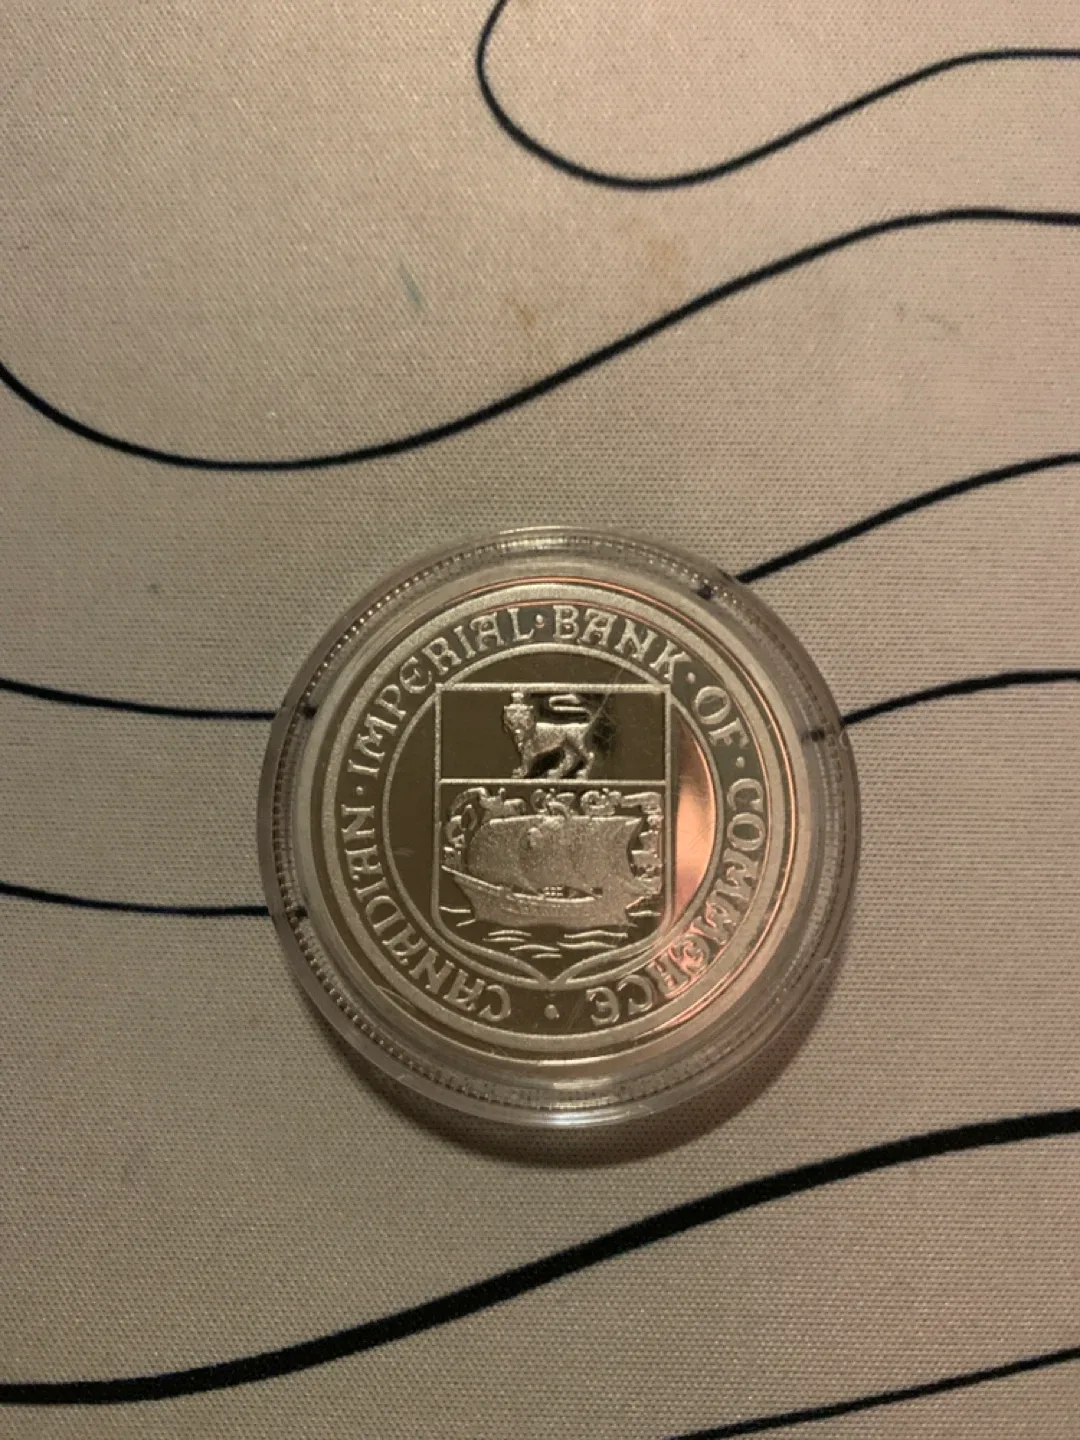 CANADIAN · IMPERIAL · BANK · OF · COMMERCE ·